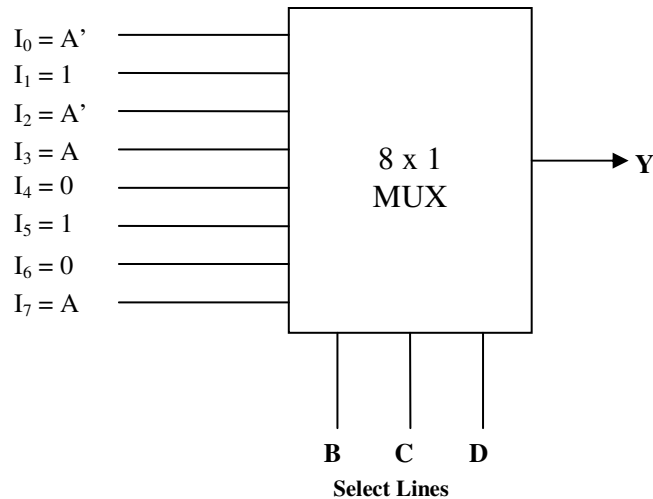 I₀ = A’
I₁ = 1
I₂ = A’
I₃ = A
I₄ = 0
I₅ = 1
I₆ = 0
I₇ = A
8 x 1
MUX
Y
B C D
Select Lines